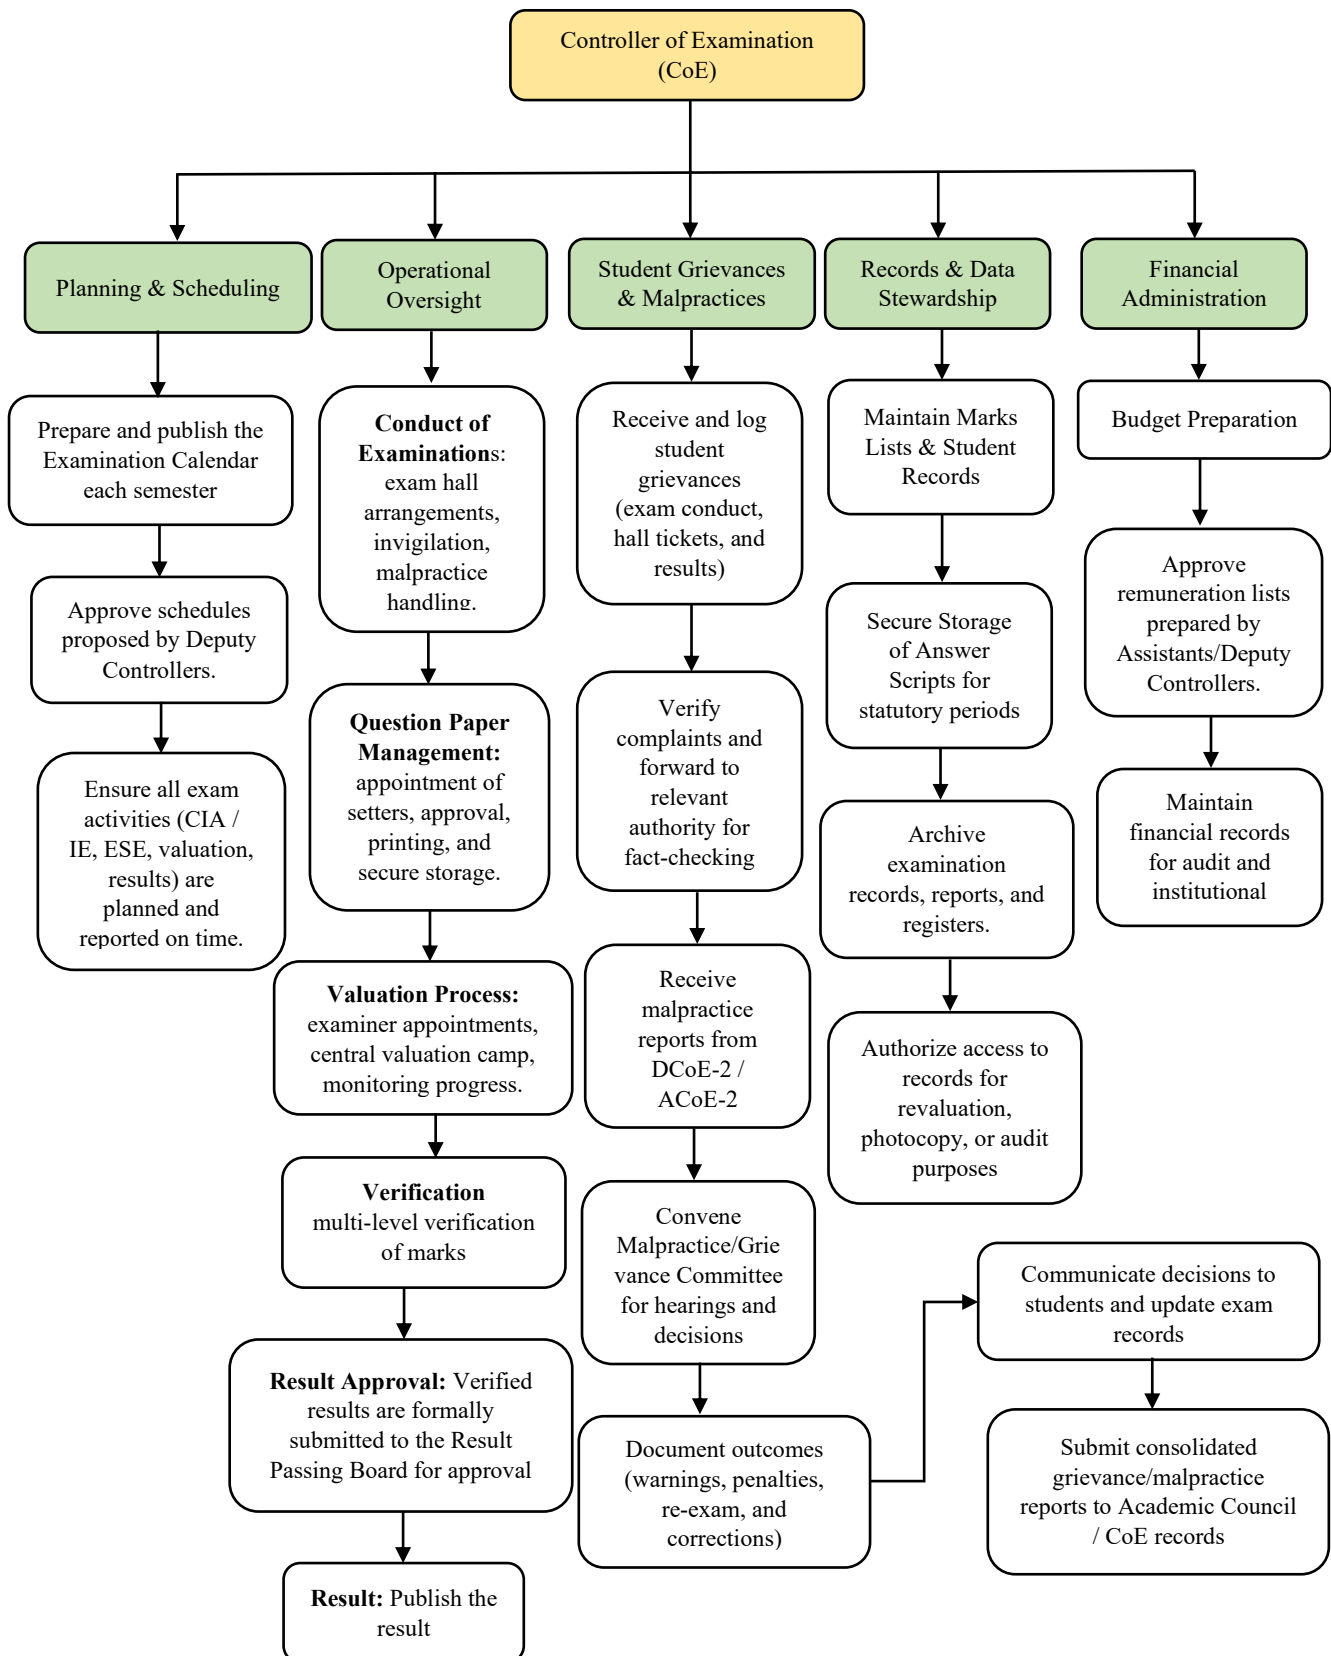 Controller of Examination
(CoE)
Planning & Scheduling
Operational
Oversight
Student Grievances
& Malpractices
Records & Data
Stewardship
Financial
Administration
Prepare and publish the
Examination Calendar
each semester
Approve schedules
proposed by Deputy
Controllers.
Ensure all exam
activities (CIA /
IE, ESE, valuation,
results) are
planned and
reported on time.
Conduct of
Examinations:
exam hall
arrangements,
invigilation,
malpractice
handling.
Question Paper
Management:
appointment of
setters, approval,
printing, and
secure storage.
Valuation Process:
examiner appointments,
central valuation camp,
monitoring progress.
Verification
multi-level verification
of marks
Result Approval: Verified
results are formally
submitted to the Result
Passing Board for approval
Result: Publish the
result
Receive and log
student
grievances
(exam conduct,
hall tickets, and
results)
Verify
complaints and
forward to
relevant
authority for
fact-checking
Receive
malpractice
reports from
DCoE-2 /
ACoE-2
Convene
Malpractice/Grie
vance Committee
for hearings and
decisions
Document outcomes
(warnings, penalties,
re-exam, and
corrections)
Communicate decisions to
students and update exam
records
Submit consolidated
grievance/malpractice
reports to Academic Council
/ CoE records
Maintain Marks
Lists & Student
Records
Secure Storage
of Answer
Scripts for
statutory periods
Archive
examination
records, reports, and
registers.
Authorize access to
records for
revaluation,
photocopy, or audit
purposes
Budget Preparation
Approve
remuneration lists
prepared by
Assistants/Deputy
Controllers.
Maintain
financial records
for audit and
institutional